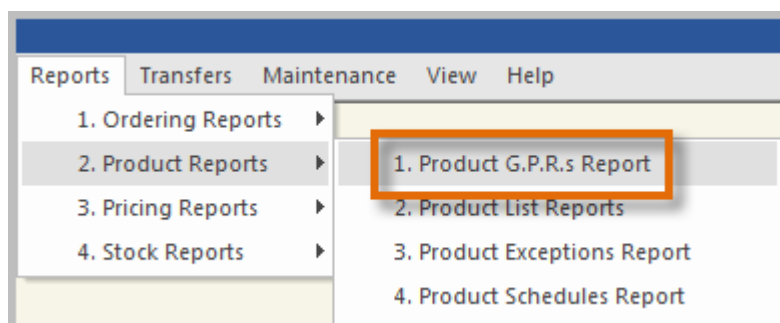 Reports Transfers Maintenance View Help
1. Ordering Reports
2. Product Reports
3. Pricing Reports
4. Stock Reports
1. Product G.P.R.s Report
2. Product List Reports
3. Product Exceptions Report
4. Product Schedules Report